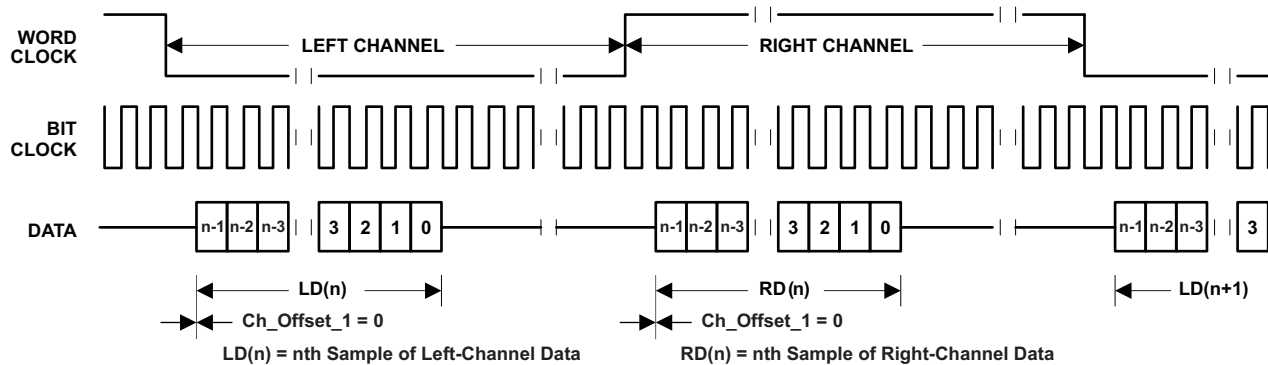 WORD
CLOCK
LEFT CHANNEL
RIGHT CHANNEL
BIT
CLOCK
DATA
n-1 n-2 n-3 3 2 1 0 n-1 n-2 n-3 3 2 1 0 n-1 n-2 n-3 3
LD(n) RD(n) LD(n+1)
Ch_Offset_1 = 0 Ch_Offset_1 = 0
LD(n) = nth Sample of Left-Channel Data RD(n) = nth Sample of Right-Channel Data